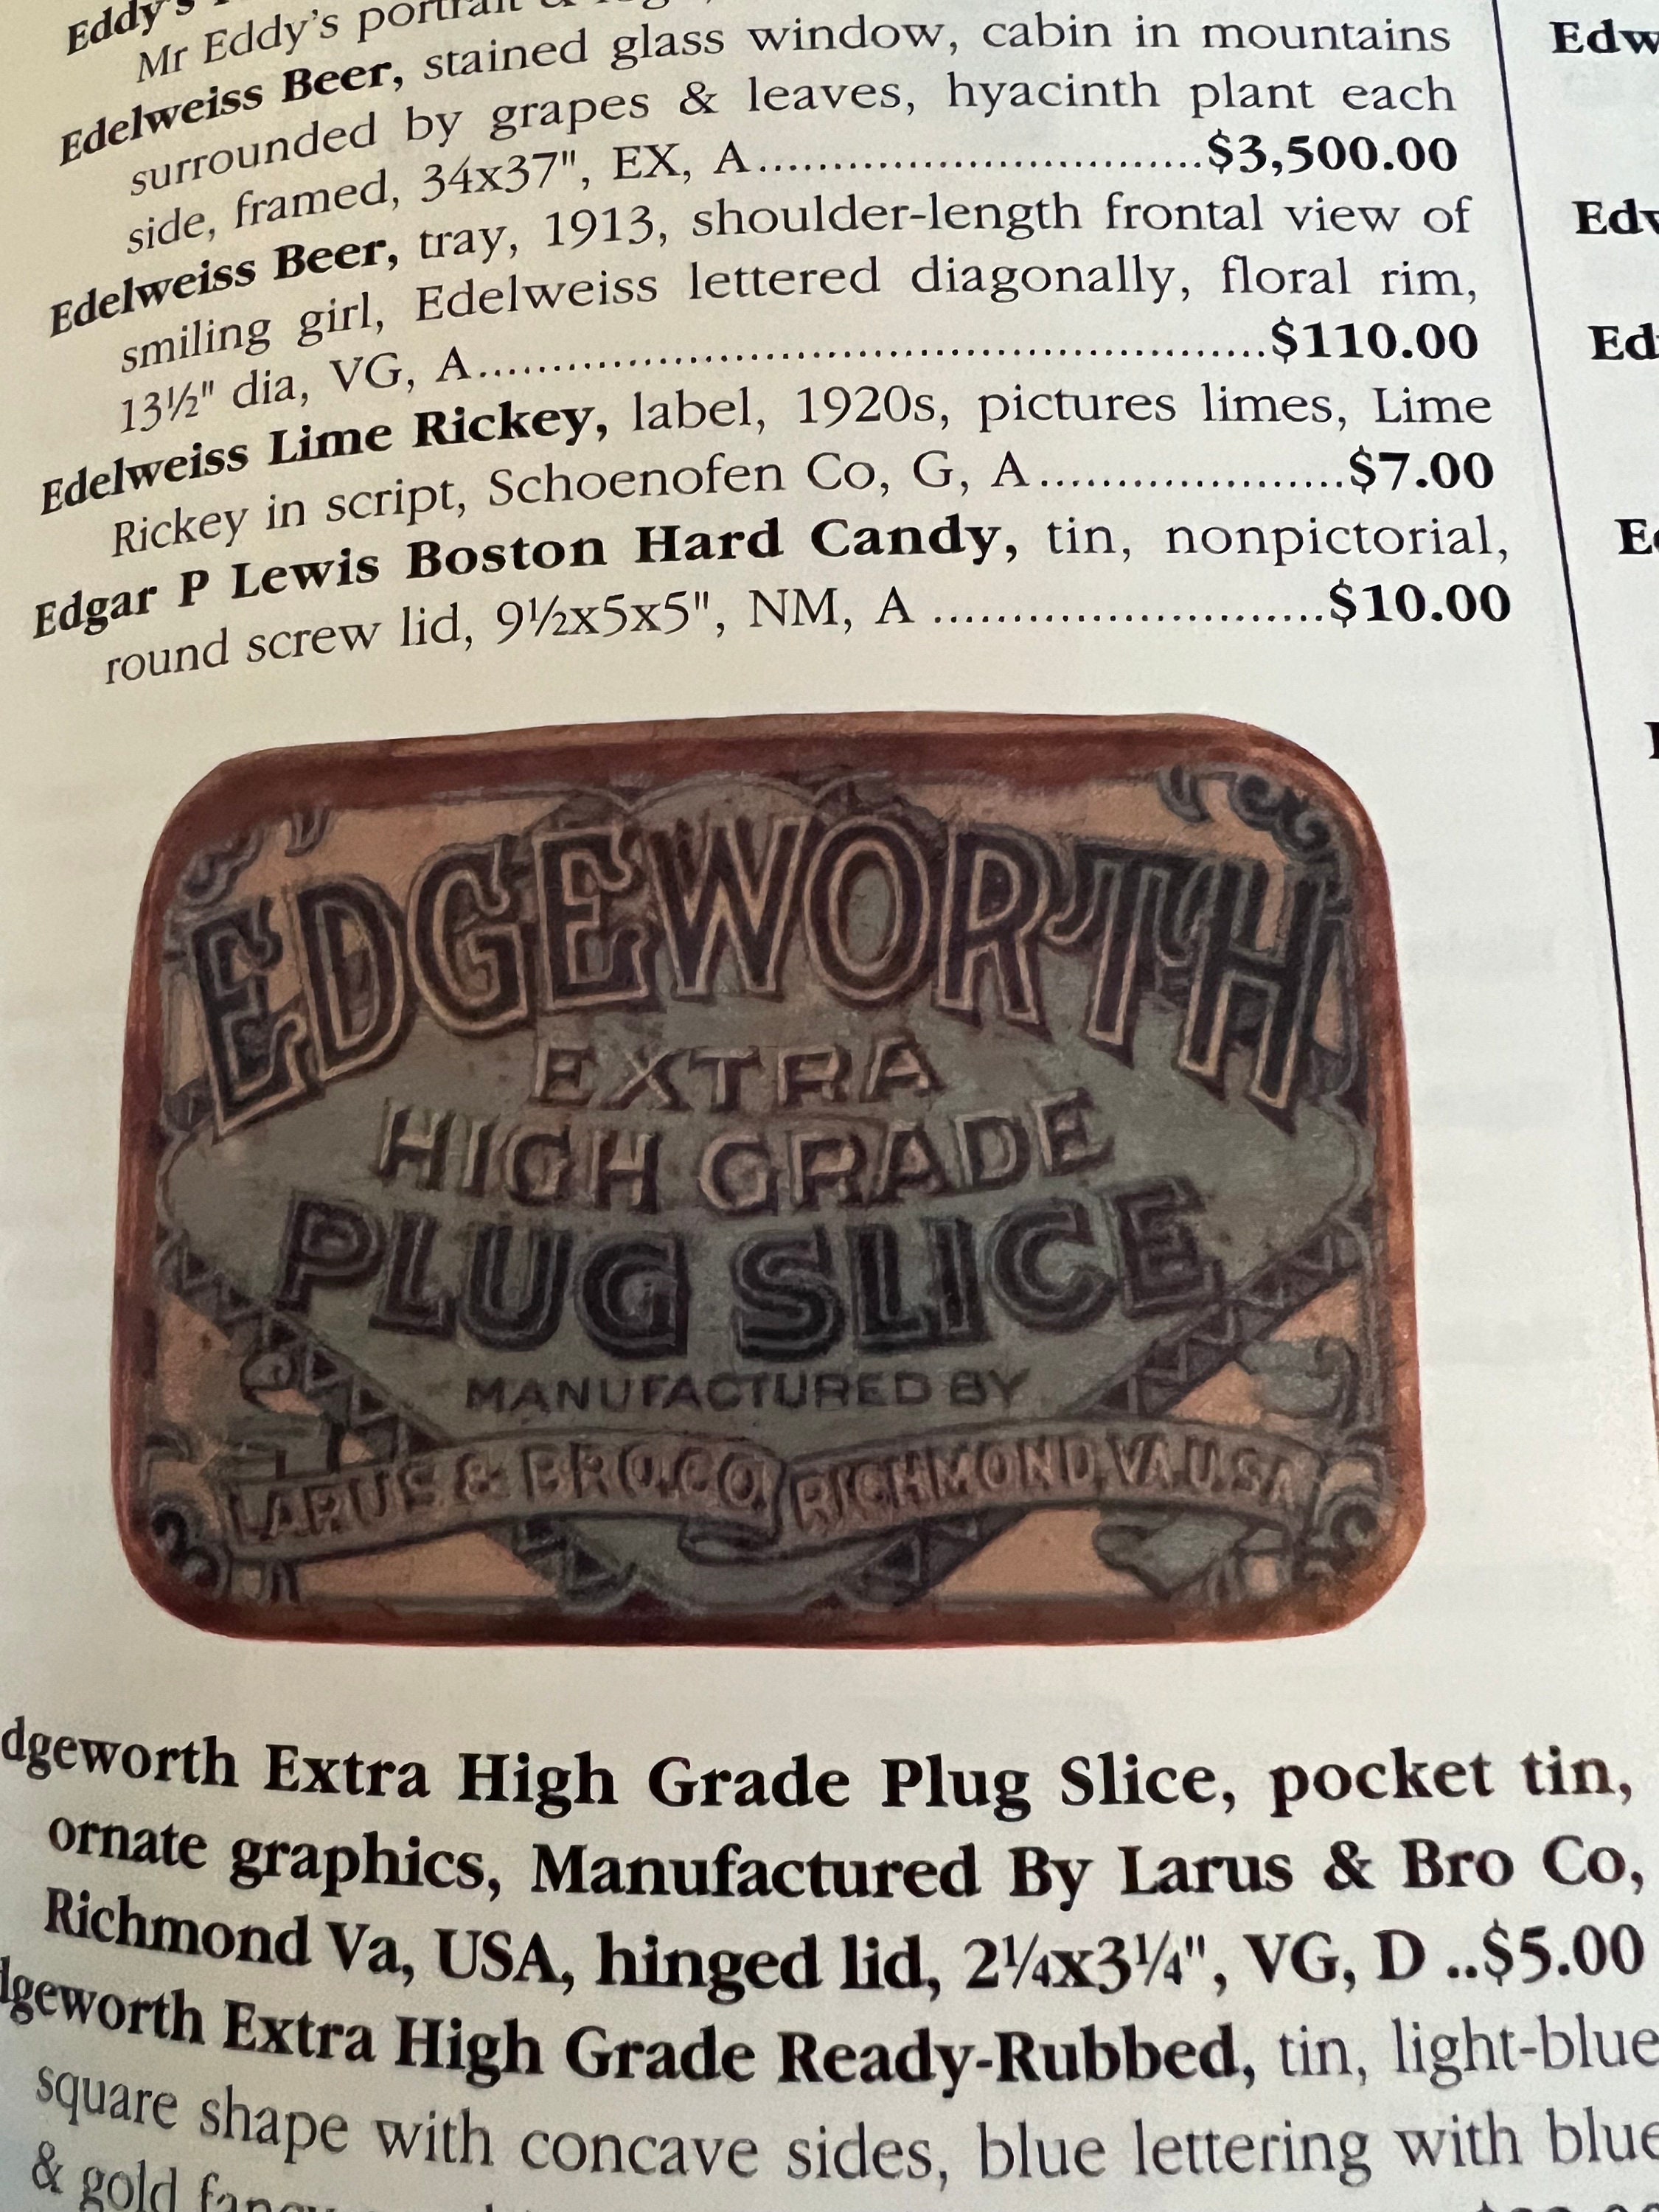 Eddy's
Mr Eddy's portrait &
Edelweiss Beer, stained glass window, cabin in mountains
surrounded by grapes & leaves, hyacinth plant each
side, framed, 34x37", EX, A..............................$3,500.00
Edelweiss Beer, tray, 1913, shoulder-length frontal view of
smiling girl, Edelweiss lettered diagonally, floral rim,
13½" dia, VG, A.....................................................$110.00
Edelweiss Lime Rickey, label, 1920s, pictures limes, Lime
Rickey in script, Schoenofen Co, G, A....................$7.00
Edgar P Lewis Boston Hard Candy, tin, nonpictorial,
round screw lid, 9½x5x5", NM, A ..........................$10.00
EDGEWORTH
EXTRA
HIGH GRADE
PLUG SLICE
MANUFACTURED BY
LARUS & BRO.CO. RICHMOND, VA.U.S.A.
dgeworth Extra High Grade Plug Slice, pocket tin,
ornate graphics, Manufactured By Larus & Bro Co,
Richmond Va, USA, hinged lid, 2¼x3¼", VG, D ..$5.00
dgeworth Extra High Grade Ready-Rubbed, tin, light-blue
square shape with concave sides, blue lettering with blue
& gold
Edw
Edw
Ed